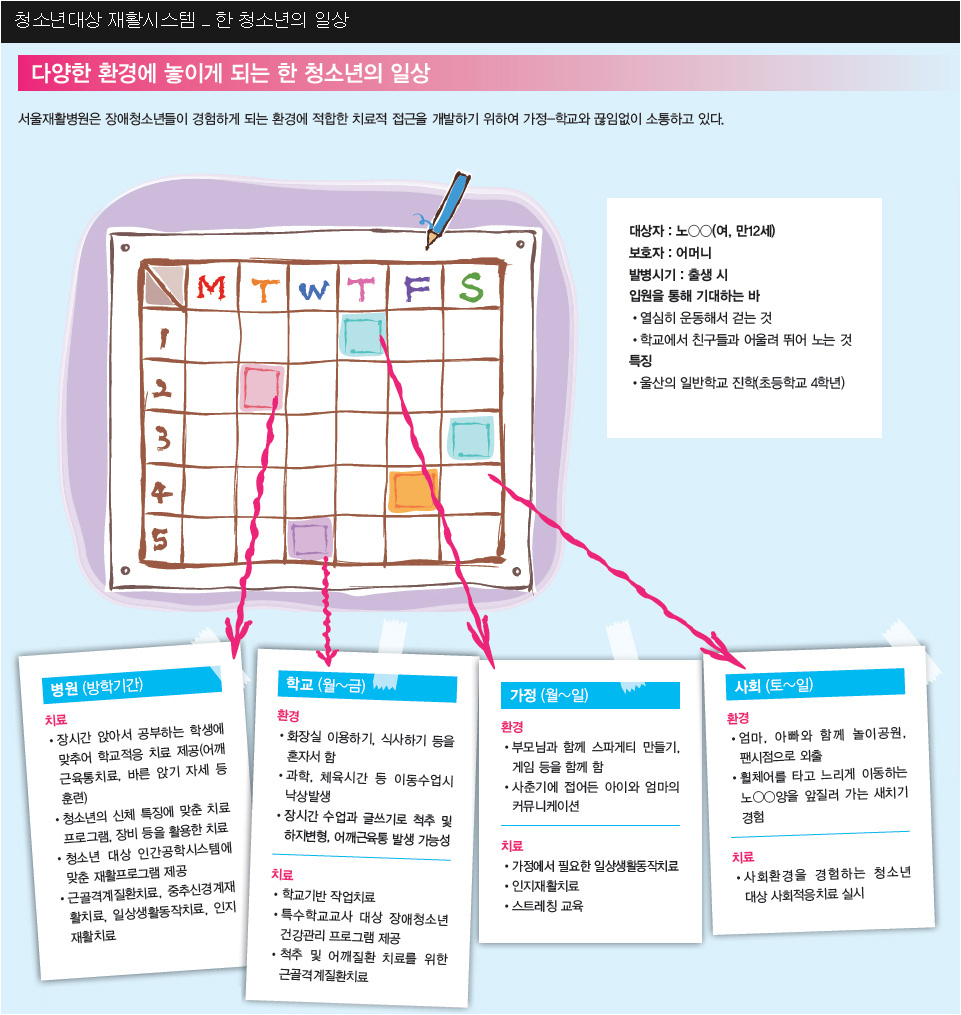 청소년대상 재활시스템 _ 한 청소년의 일상
다양한 환경에 놓이게 되는 한 청소년의 일상
서울재활병원은 장애청소년들이 경험하게 되는 환경에 적합한 치료적 접근을 개발하기 위하여 가정-학교와 끊임없이 소통하고 있다.
M T W T F S
1
2
3
4
5
대상자 : 노○○(여, 만12세)
보호자 : 어머니
발병시기 : 출생 시
입원을 통해 기대하는 바
• 열심히 운동해서 걷는 것
• 학교에서 친구들과 어울려 뛰어 노는 것
특징
• 울산의 일반학교 진학(초등학교 4학년)
병원 (방학기간)
치료
• 장시간 앉아서 공부하는 학생에
맞추어 학교적응 치료 제공(어깨
근육통치료, 바른 앉기 자세 등
훈련)
• 청소년의 신체 특징에 맞춘 치료
프로그램, 장비 등을 활용한 치료
• 청소년 대상 인간공학시스템에
맞춘 재활프로그램 제공
• 근골격계질환치료, 중추신경계재
활치료, 일상생활동작치료, 인지
재활치료
학교 (월~금)
환경
• 화장실 이용하기, 식사하기 등을
혼자서 함
• 과학, 체육시간 등 이동수업시
낙상발생
• 장시간 수업과 글쓰기로 척추 및
하지변형, 어깨근육통 발생 가능성
치료
• 학교기반 작업치료
• 특수학교교사 대상 장애청소년
건강관리 프로그램 제공
• 척추 및 어깨질환 치료를 위한
근골격계질환치료
가정 (월~일)
환경
• 부모님과 함께 스파게티 만들기,
게임 등을 함께 함
• 사춘기에 접어든 아이와 엄마의
커뮤니케이션
치료
• 가정에서 필요한 일상생활동작치료
• 인지재활치료
• 스트레칭 교육
사회 (토~일)
환경
• 엄마, 아빠와 함께 놀이공원,
팬시점으로 외출
• 휠체어를 타고 느리게 이동하는
노○○양을 앞질러 가는 새치기
경험
치료
• 사회환경을 경험하는 청소년
대상 사회적응치료 실시